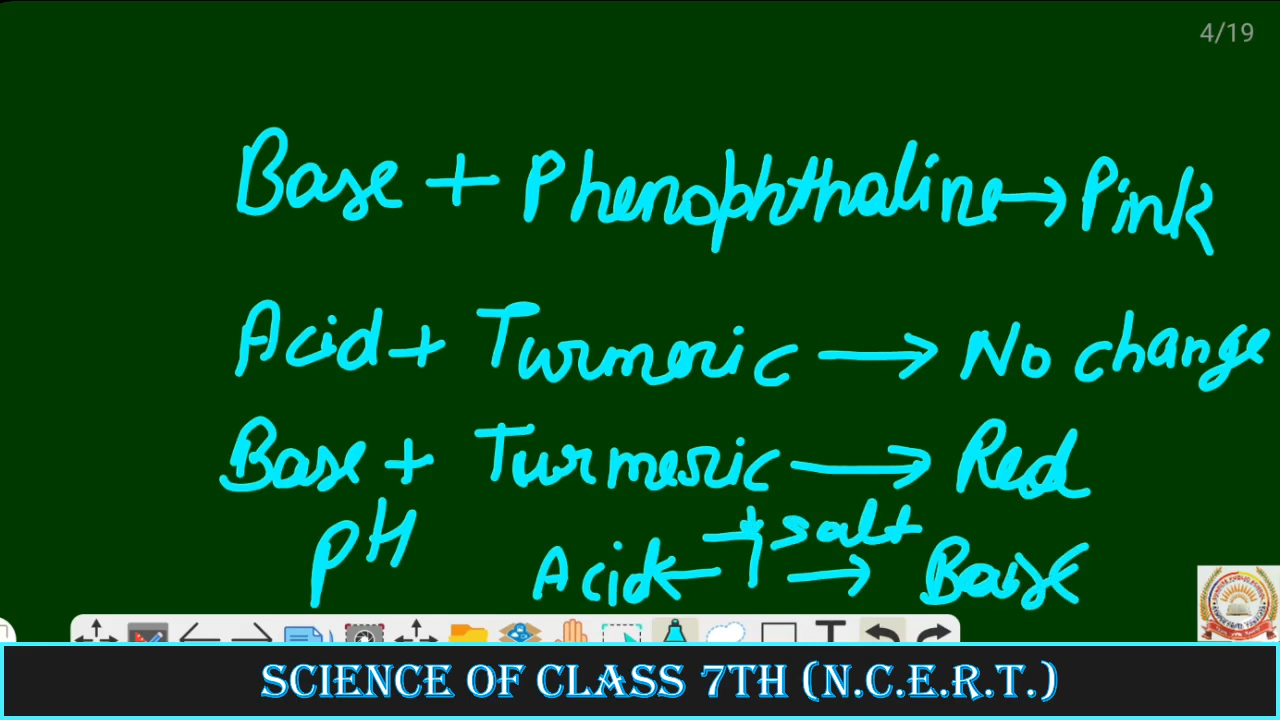 4/19
Base + Phenophthaline → Pink
Acid + Turmeric → No change
Base + Turmeric → Red
PH Acid ← 7 → salt Base
SCIENCE OF CLASS 7TH (N.C.E.R.T.)